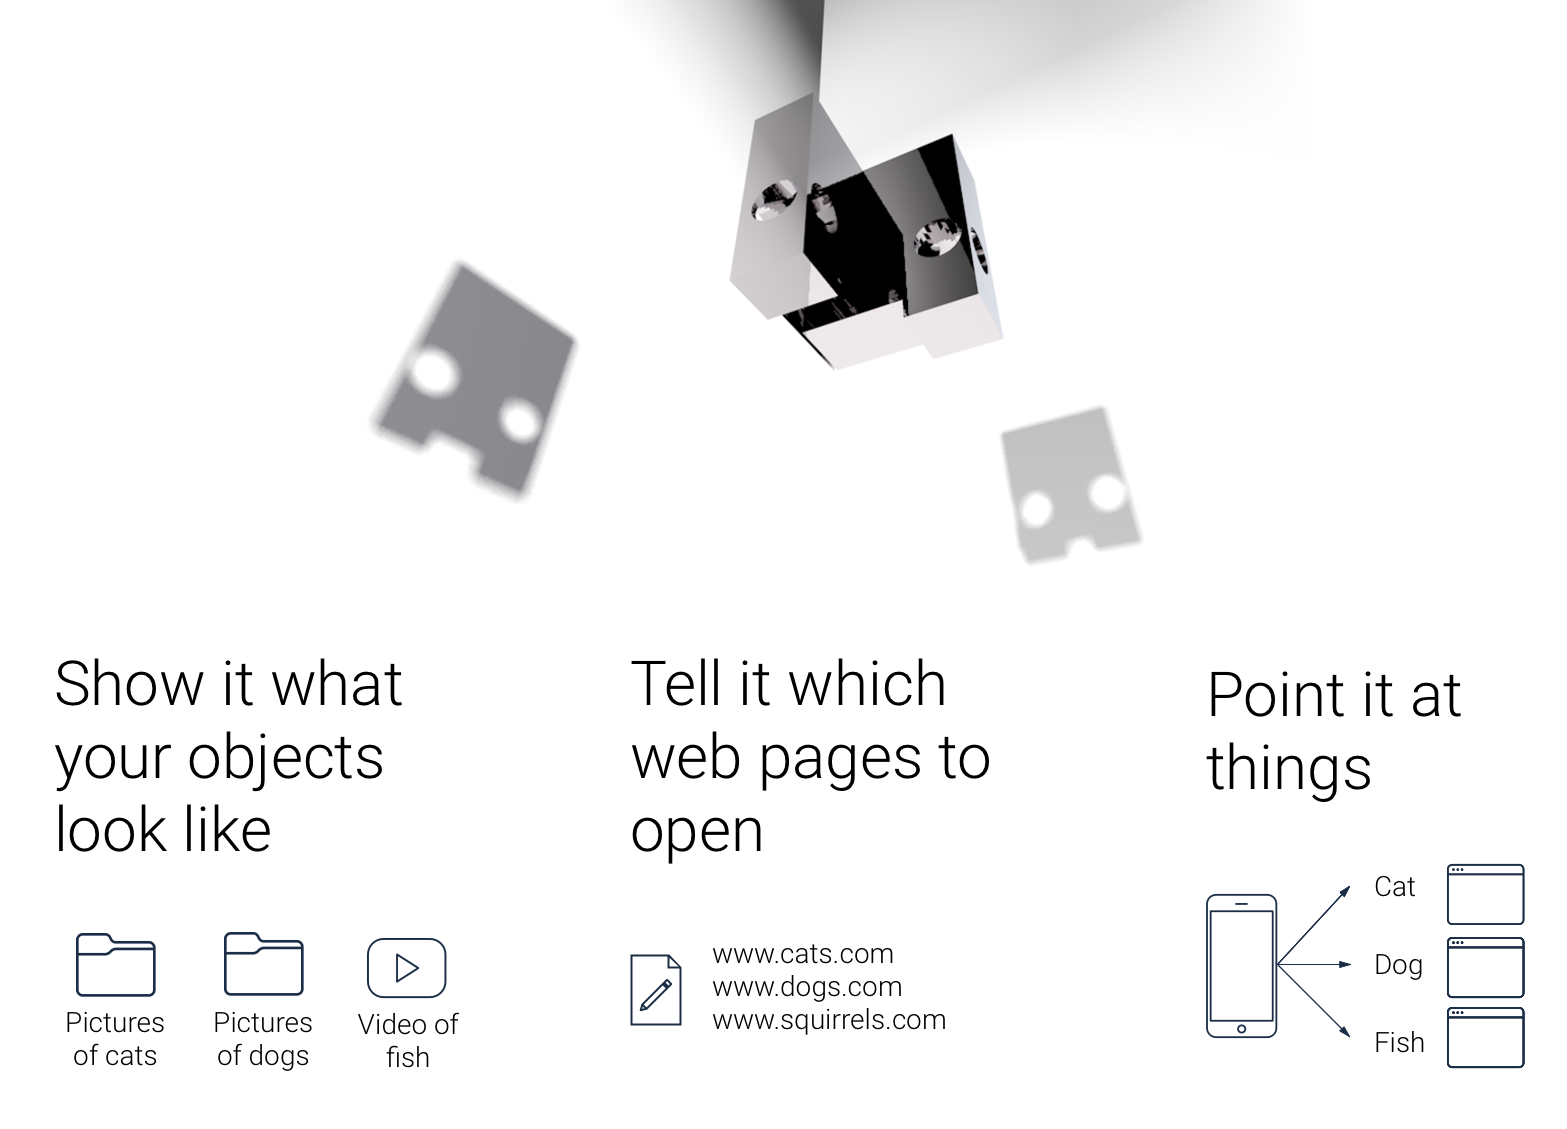 Show it what
your objects
look like
Pictures
of cats
Pictures
of dogs
Video of
fish
Tell it which
web pages to
open
www.cats.com
www.dogs.com
www.squirrels.com
Point it at
things
Cat
Dog
Fish